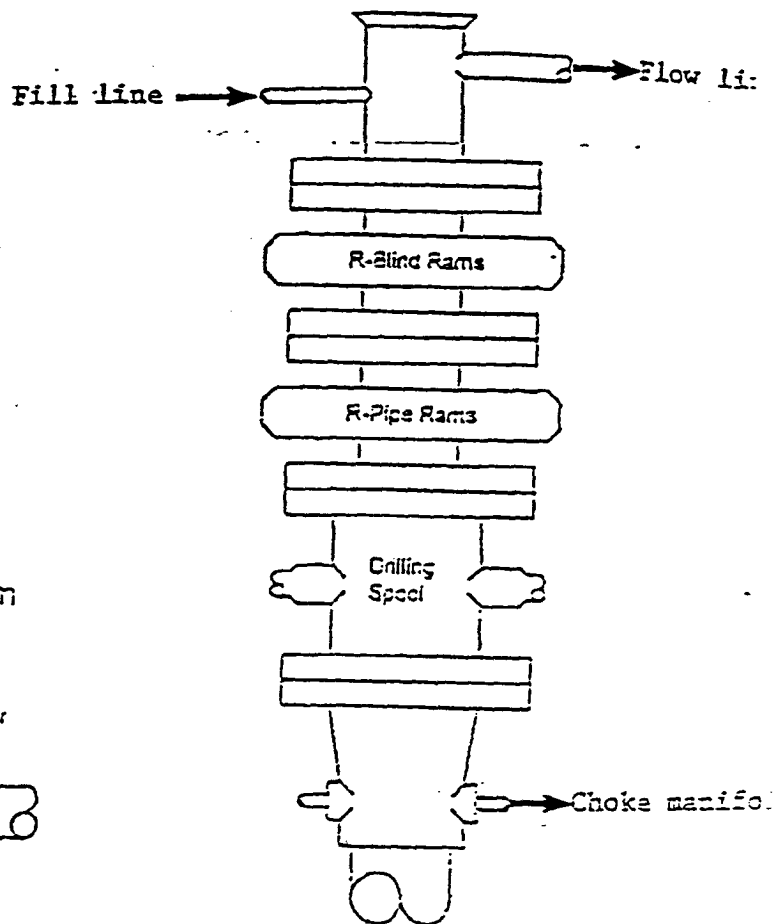 Fill line
Flow li
R-Blind Rams
R-Pipe Rams
Drilling
Spool
Choke manifol